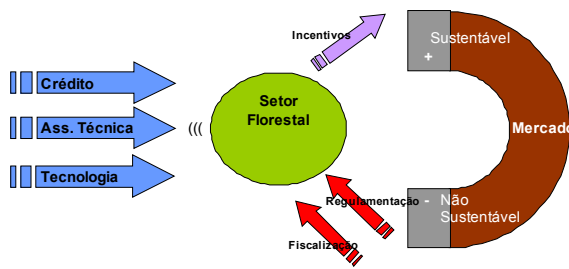 Incentivos
Sustentável
+
Crédito
Ass. Técnica
Tecnologia
(((
Setor
Florestal
Mercado
Regulamentação
Fiscalização
- Não
Sustentável